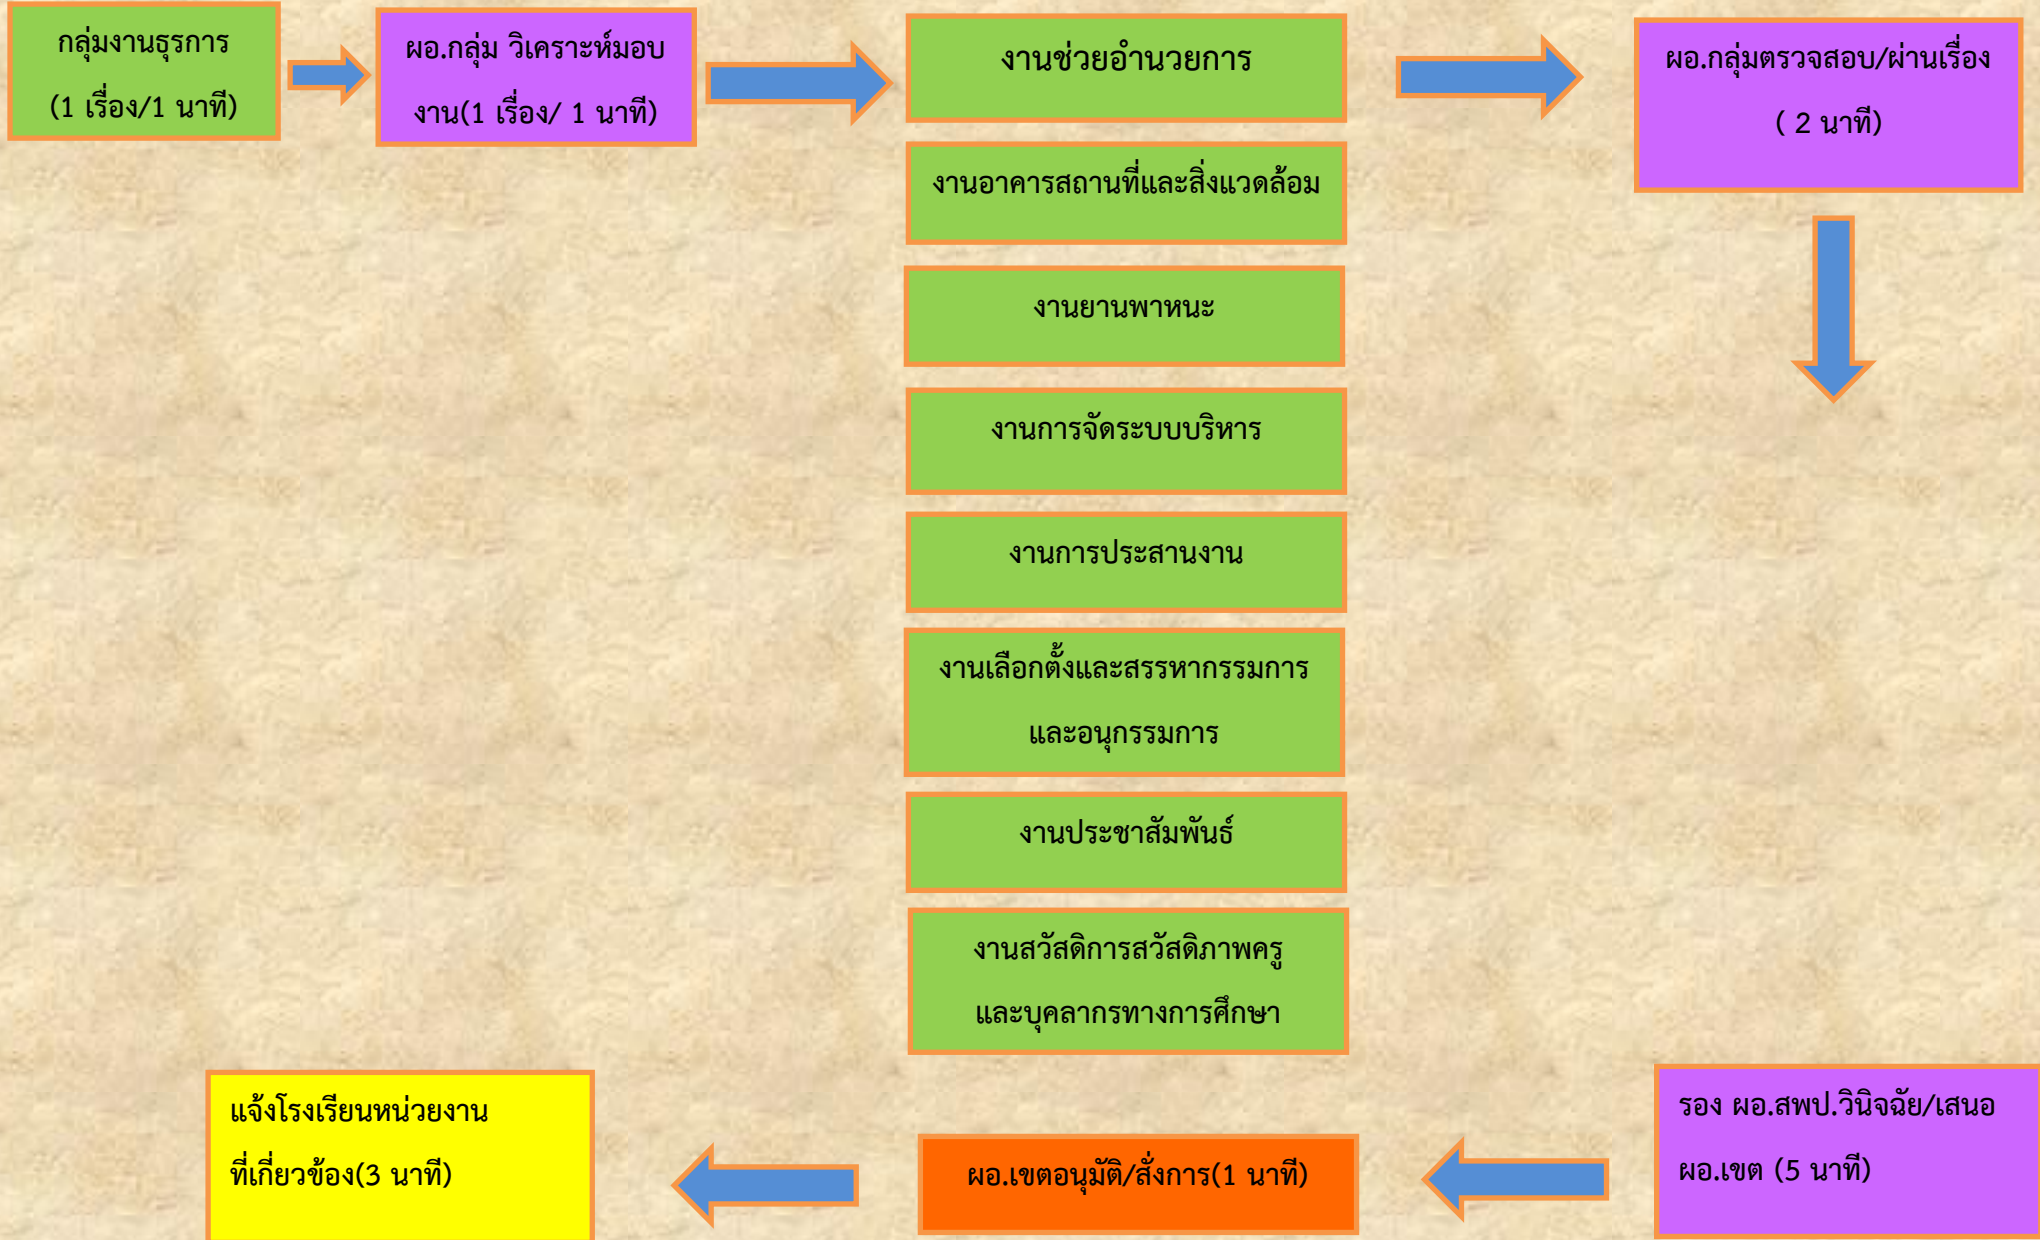 กลุ่มงานธุรการ
(1 เรื่อง/1 นาที)
ผอ.กลุ่ม วิเคราะห์มอบ
งาน(1 เรื่อง/ 1 นาที)
งานช่วยอำนวยการ
งานอาคารสถานที่และสิ่งแวดล้อม
งานยานพาหนะ
งานการจัดระบบบริหาร
งานการประสานงาน
งานเลือกตั้งและสรรหากรรมการ
และอนุกรรมการ
งานประชาสัมพันธ์
งานสวัสดิการสวัสดิภาพครู
และบุคลากรทางการศึกษา
ผอ.กลุ่มตรวจสอบ/ผ่านเรื่อง
( 2 นาที)
รอง ผอ.สพป.วินิจฉัย/เสนอ
ผอ.เขต (5 นาที)
ผอ.เขตอนุมัติ/สั่งการ(1 นาที)
แจ้งโรงเรียนหน่วยงาน
ที่เกี่ยวข้อง(3 นาที)